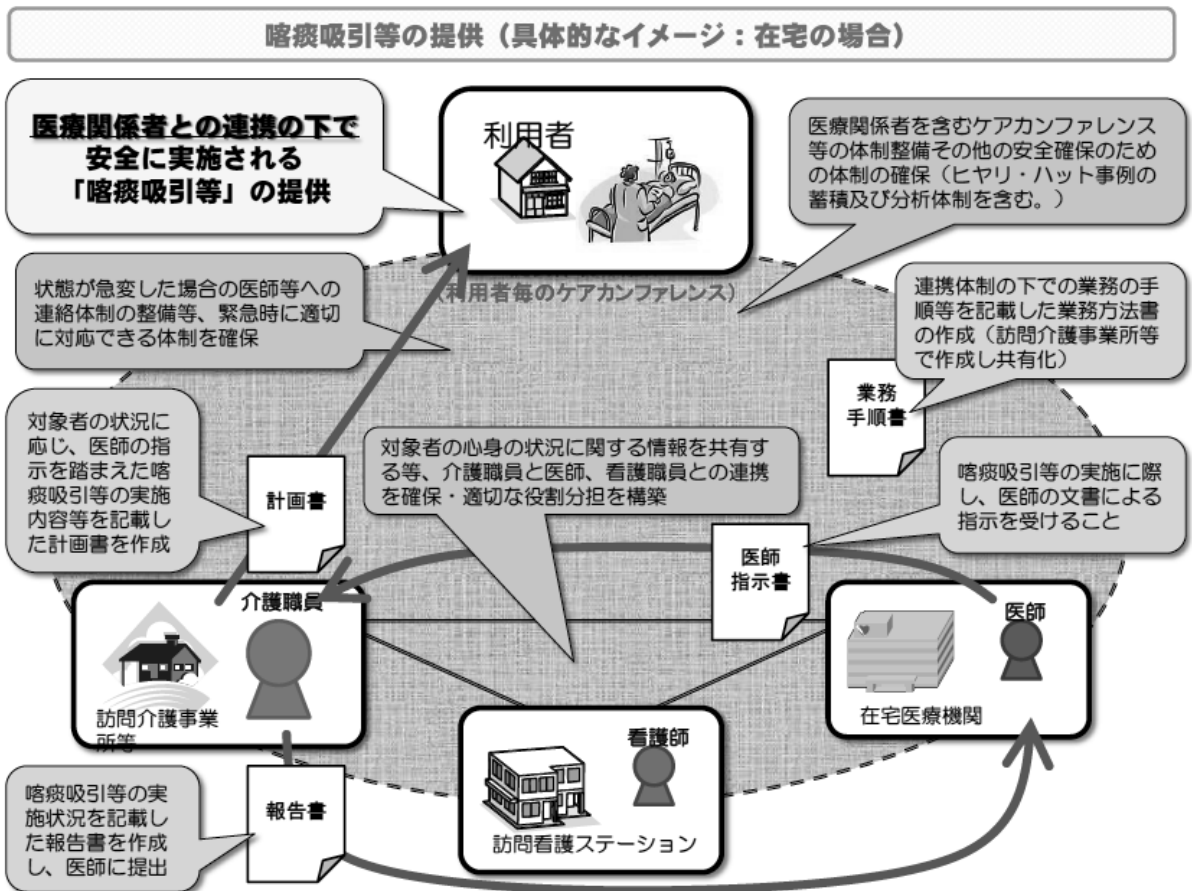 喀痰吸引等の提供（具体的なイメージ：在宅の場合）
医療関係者との連携の下で
安全に実施される
「喀痰吸引等」の提供
利用者
医療関係者を含むケアカンファレンス
等の体制整備その他の安全確保のため
の体制の確保（ヒヤリ・ハット事例の
蓄積及び分析体制を含む。）
（利用者毎のケアカンファレンス）
状態が急変した場合の医師等への
連絡体制の整備等、緊急時に適切
に対応できる体制を確保
連携体制の下での業務の手
順等を記載した業務方法書
の作成（訪問介護事業所等
で作成し共有化）
業務
手順書
対象者の状況に
応じ、医師の指
示を踏まえた喀
痰吸引等の実施
内容等を記載し
た計画書を作成
計画書
対象者の心身の状況に関する情報を共有す
る等、介護職員と医師、看護職員との連携
を確保・適切な役割分担を構築
喀痰吸引等の実施に際
し、医師の文書による
指示を受けること
医師
指示書
介護職員
訪問介護事業
所等
医師
在宅医療機関
看護師
訪問看護ステーション
喀痰吸引等の実
施状況を記載し
た報告書を作成
し、医師に提出
報告書